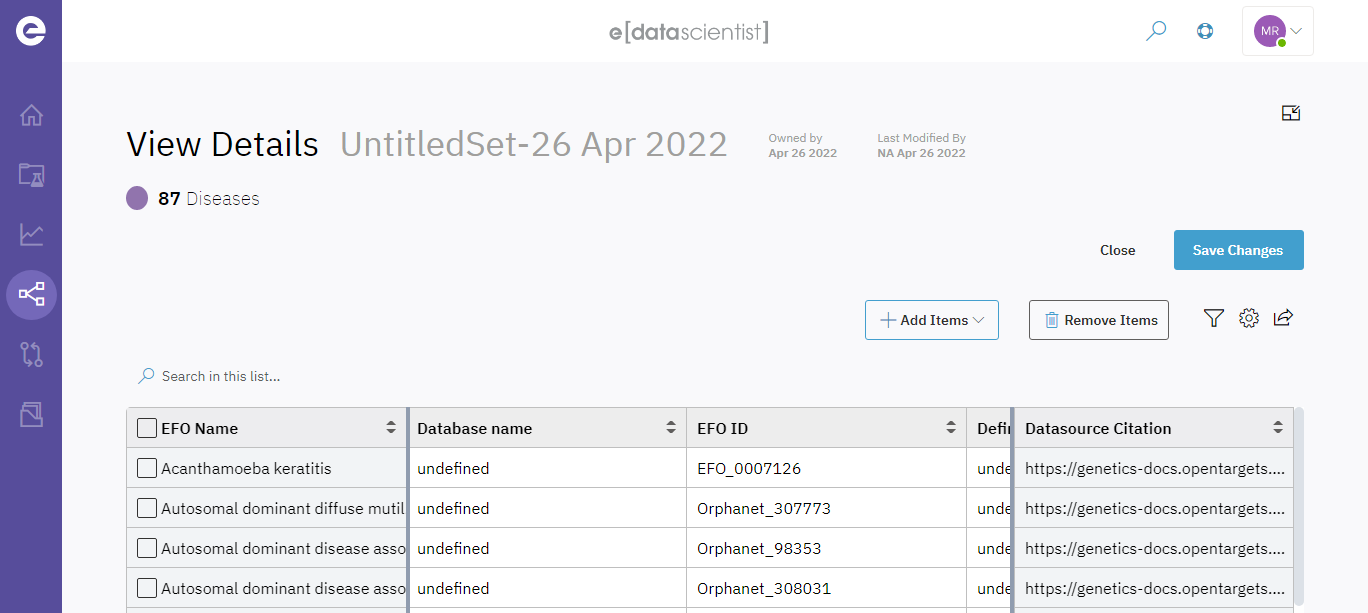 e[datascientist]
MR
View Details UntitledSet-26 Apr 2022
Owned by
Apr 26 2022
Last Modified By
NA Apr 26 2022
87 Diseases
Close
Save Changes
Add Items
Remove Items
Search in this list...
EFO Name Database name EFO ID Defin Datasource Citation
Acanthamoeba keratitis undefined EFO_0007126 unde https://genetics-docs.opentargets....
Autosomal dominant diffuse mutil undefined Orphanet_307773 unde https://genetics-docs.opentargets....
Autosomal dominant disease asso undefined Orphanet_98353 unde https://genetics-docs.opentargets....
Autosomal dominant disease asso undefined Orphanet_308031 unde https://genetics-docs.opentargets....